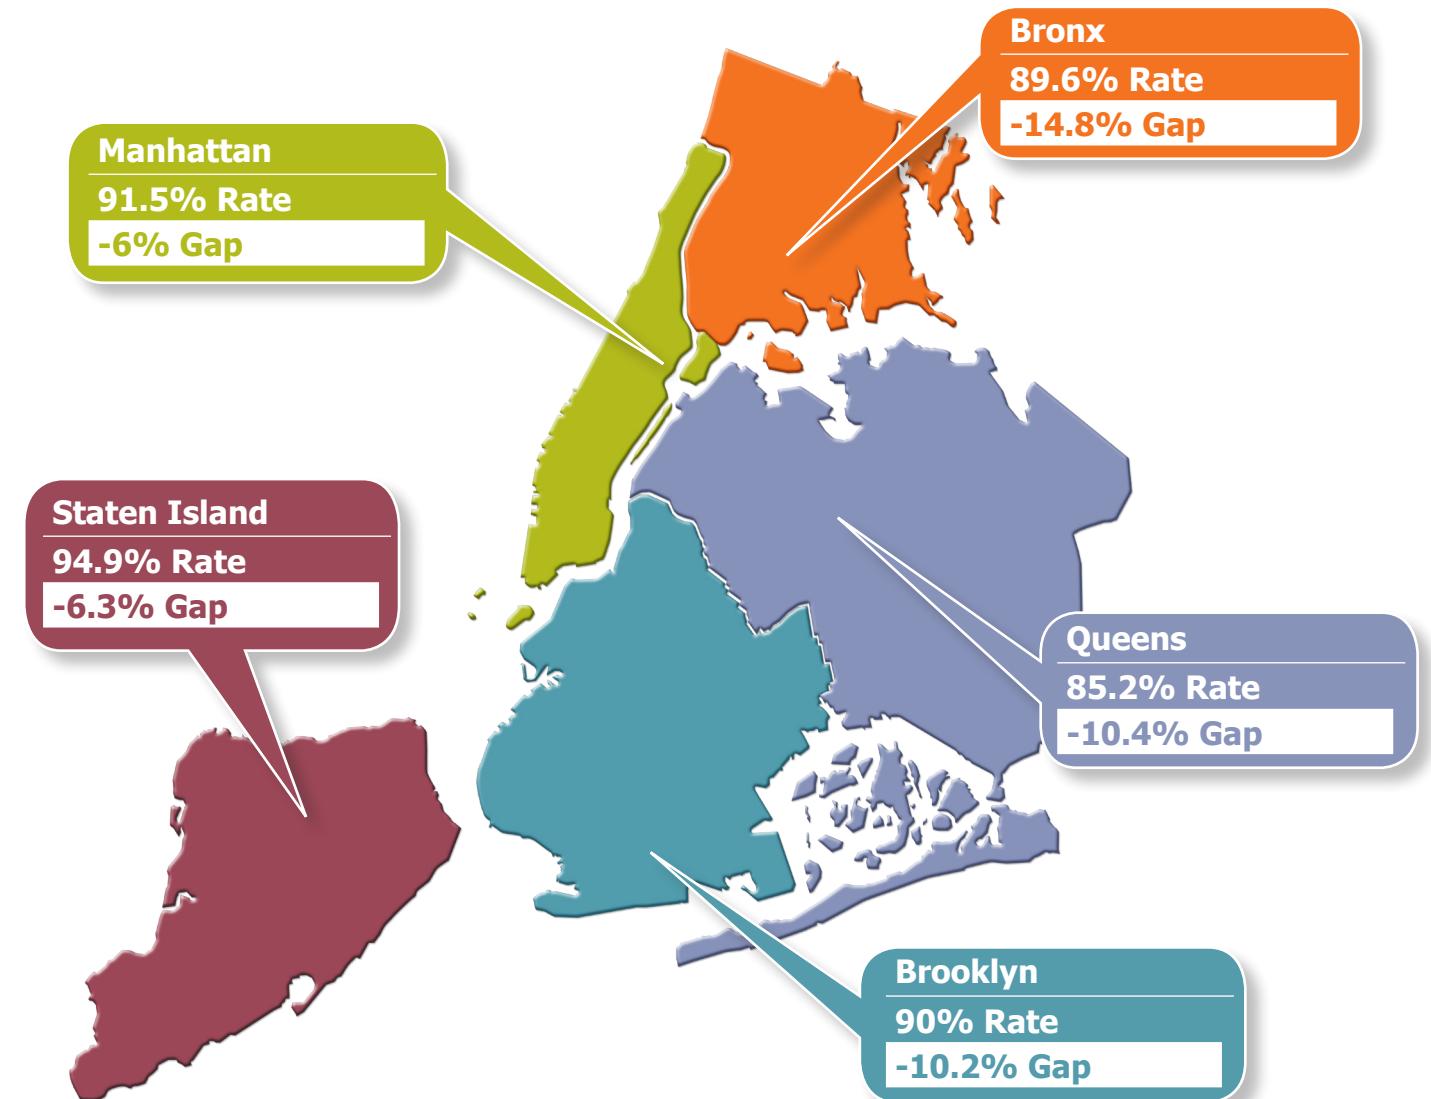 Bronx
89.6% Rate
-14.8% Gap
Manhattan
91.5% Rate
-6% Gap
Staten Island
94.9% Rate
-6.3% Gap
Queens
85.2% Rate
-10.4% Gap
Brooklyn
90% Rate
-10.2% Gap